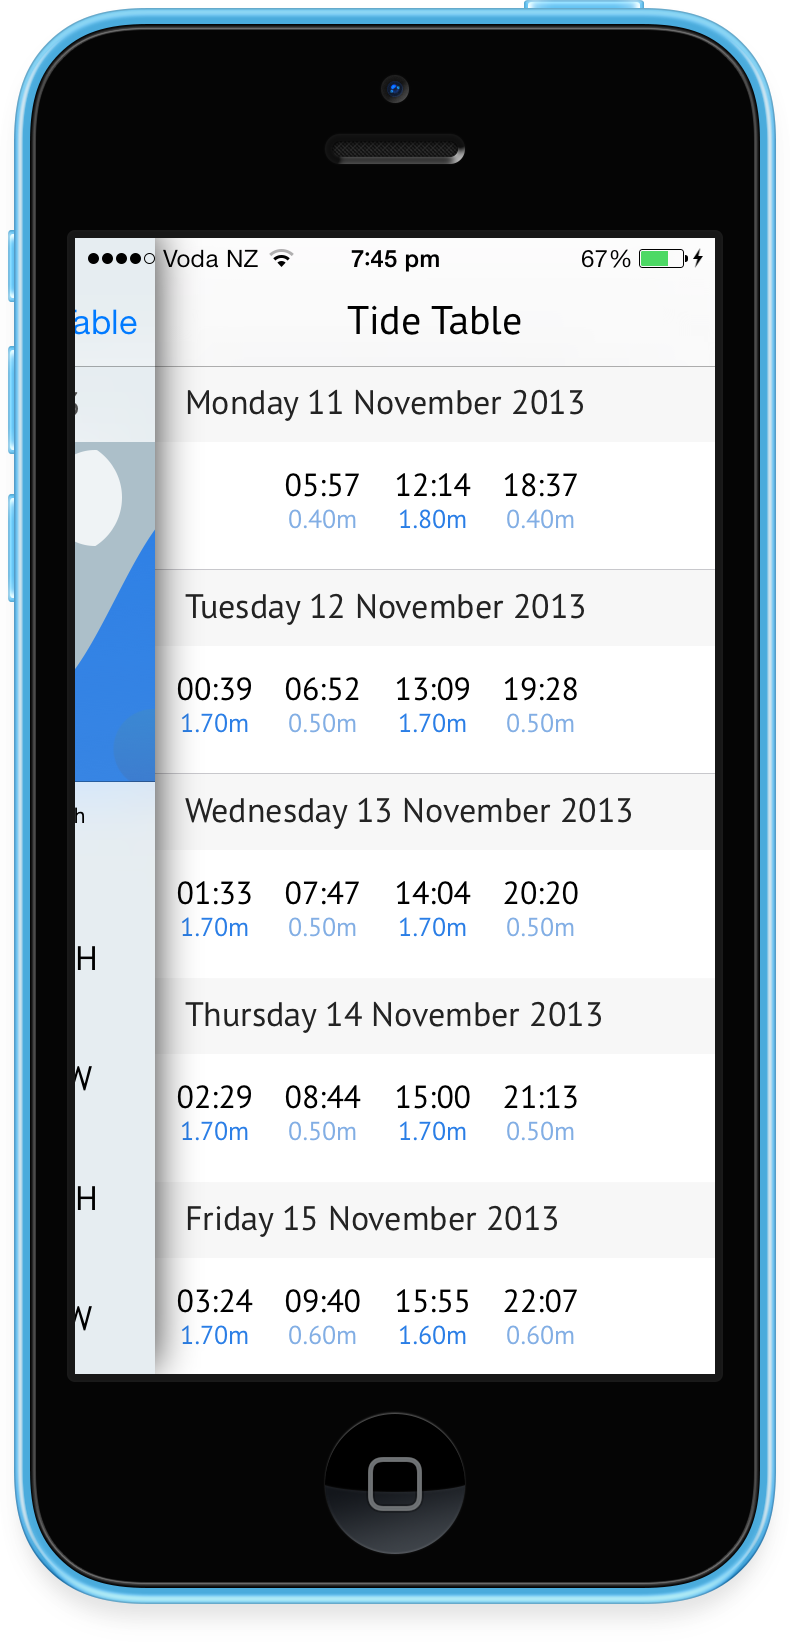 Voda NZ 7:45 pm 67%
able Tide Table
Monday 11 November 2013
05:57 12:14 18:37
0.40m 1.80m 0.40m
Tuesday 12 November 2013
00:39 06:52 13:09 19:28
1.70m 0.50m 1.70m 0.50m
Wednesday 13 November 2013
h
01:33 07:47 14:04 20:20
1.70m 0.50m 1.70m 0.50m
H
Thursday 14 November 2013
W
02:29 08:44 15:00 21:13
1.70m 0.50m 1.70m 0.50m
H
Friday 15 November 2013
03:24 09:40 15:55 22:07
W
1.70m 0.60m 1.60m 0.60m